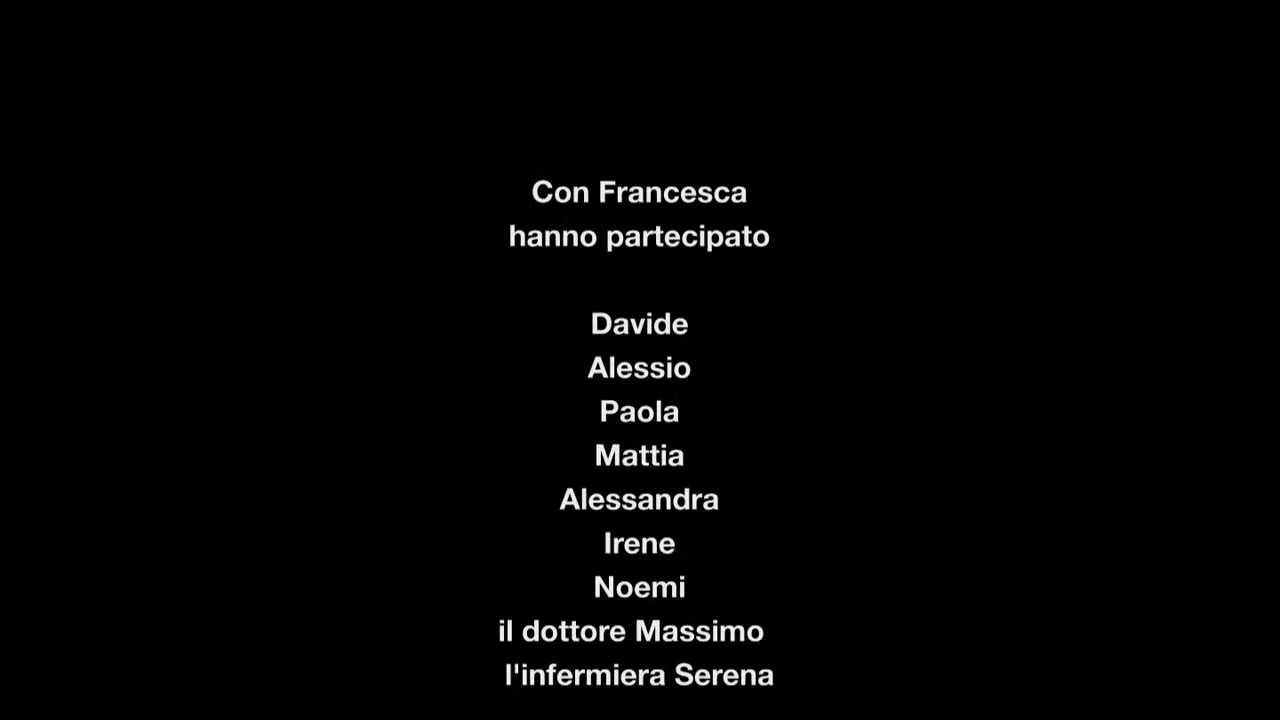 Con Francesca
hanno partecipato
Davide
Alessio
Paola
Mattia
Alessandra
Irene
Noemi
il dottore Massimo
l'infermiera Serena